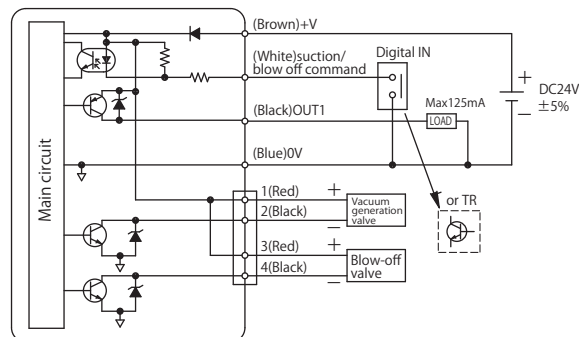 Main circuit
(Brown)+V
(White)suction/
blow off command
(Black)OUT1
(Blue)0V
Digital IN
Max125mA
LOAD
+
DC24V
±5%
−
or TR
1(Red)
2(Black)
3(Red)
4(Black)
+
Vacuum
generation
valve
−
+
Blow-off
valve
−